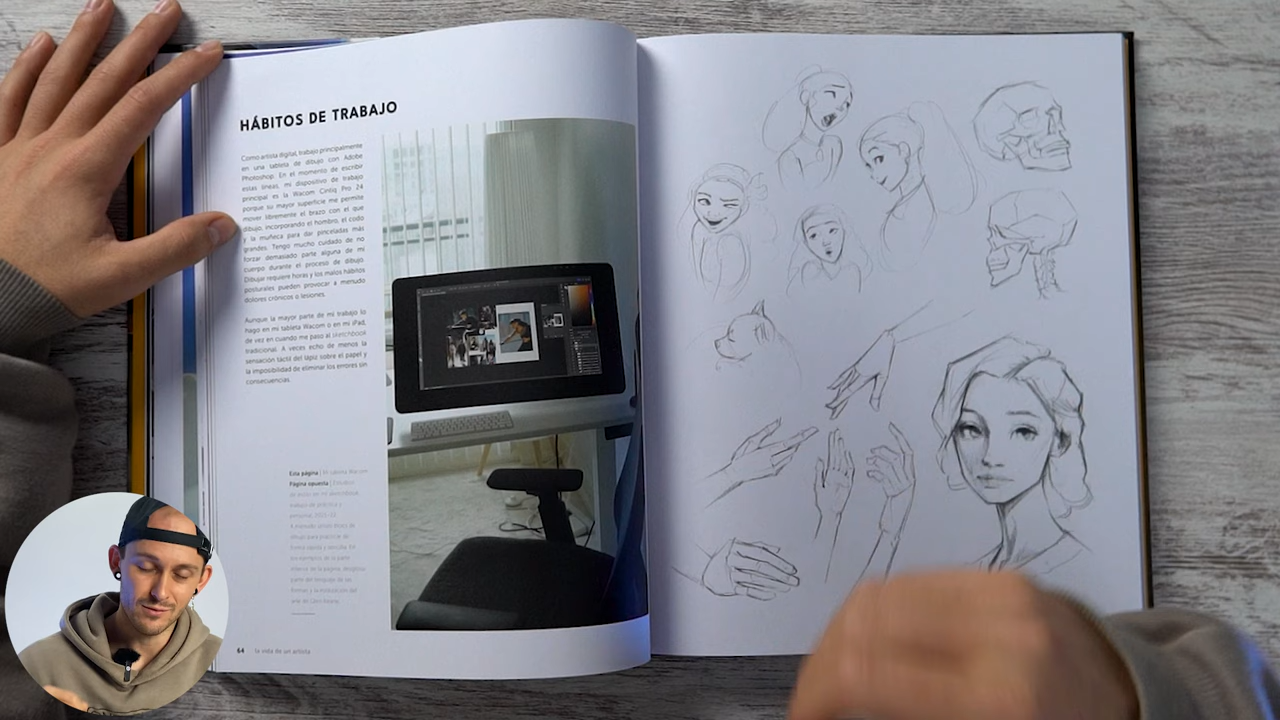 HÁBITOS DE TRABAJO
Como artista digital, trabajo principalmente
en una tableta de dibujo con Adobe
Photoshop. En el momento de escribir
estas líneas, mi dispositivo de trabajo
principal es la Wacom Cintiq Pro 24
porque su mayor superficie me permite
mover libremente el brazo con el que
dibujo, incorporando el hombro, el codo
y la muñeca para dar pinceladas más
grandes. Tengo mucho cuidado de no
forzar demasiado parte alguna de mi
cuerpo durante el proceso de dibujo.
Dibujar requiere horas y los malos hábitos
posturales pueden provocar a menudo
dolores crónicos o lesiones.
Aunque la mayor parte de mi trabajo lo
hago en mi tableta Wacom o en mi iPad,
de vez en cuando me paso al sketchbook
tradicional. A veces echo de menos la
sensación táctil del lápiz sobre el papel y
la imposibilidad de eliminar los errores sin
consecuencias.
Esta página | Mi tableta Wacom
Página opuesta | Estudios
64 la vida de un artista